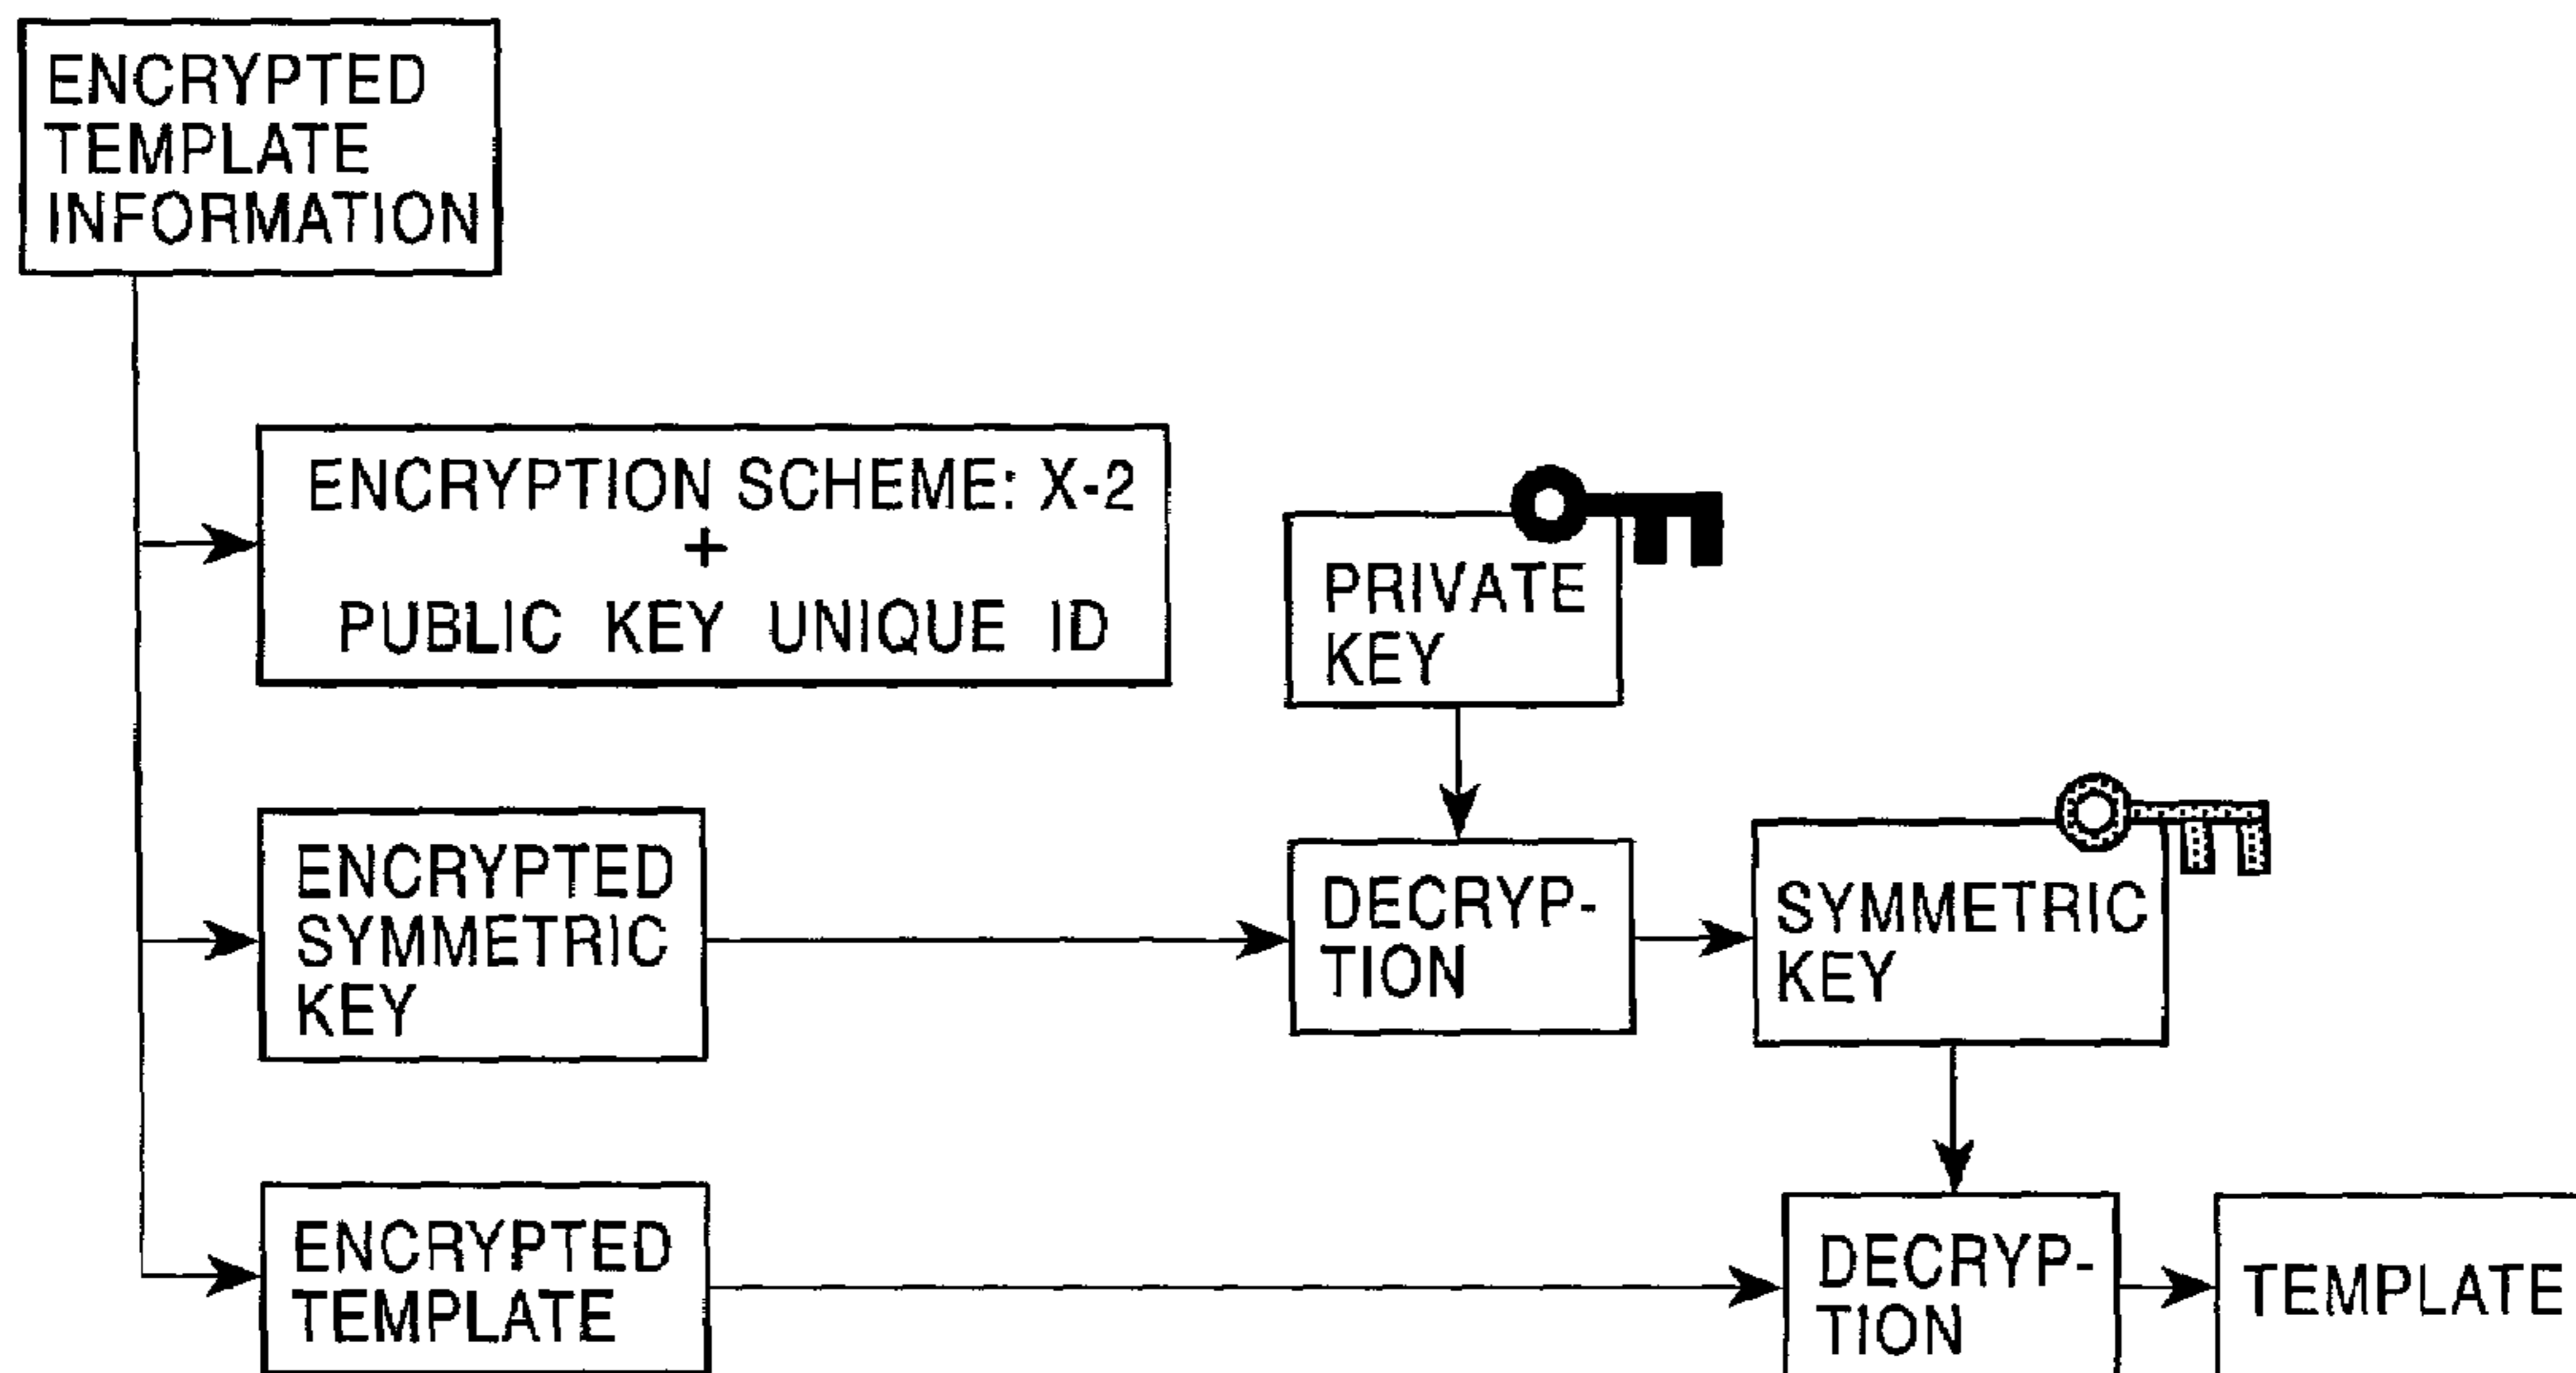 ENCRYPTED
TEMPLATE
INFORMATION
ENCRYPTION SCHEME: X-2
+
PUBLIC KEY UNIQUE ID
PRIVATE
KEY
ENCRYPTED
SYMMETRIC
KEY
DECRYP-
TION
SYMMETRIC
KEY
ENCRYPTED
TEMPLATE
DECRYP-
TION
TEMPLATE